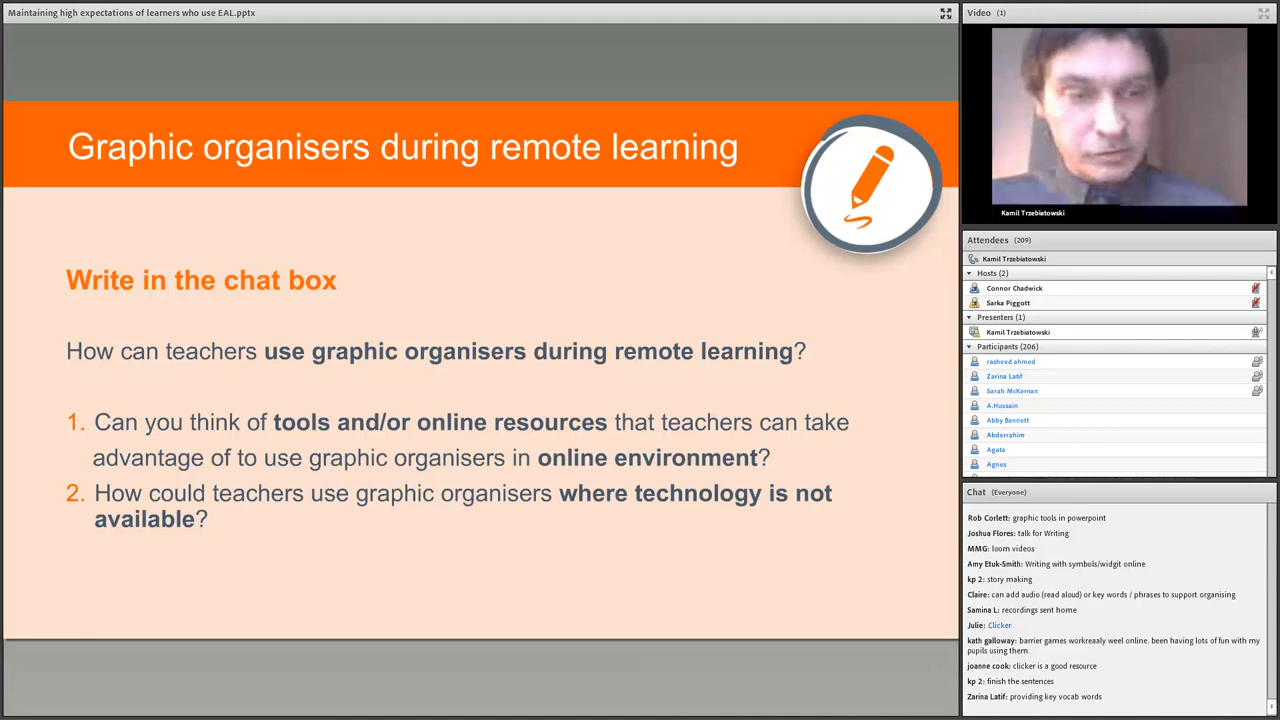 Maintaining high expectations of learners who use EAL.pptx
Graphic organisers during remote learning
Write in the chat box
How can teachers use graphic organisers during remote learning?
1. Can you think of tools and/or online resources that teachers can take
advantage of to use graphic organisers in online environment?
2. How could teachers use graphic organisers where technology is not
available?
Video (1)
Kamil Trzebiatowski
Attendees (209)
Kamil Trzebiatowski
Hosts (2)
Connor Chadwick
Sarka Piggott
Presenters (1)
Kamil Trzebiatowski
Participants (206)
rasheed ahmed
Zarina Latif
Sarah McKernan
A.Hussain
Abby Bennett
Abderrahim
Agata
Agnes
Chat (Everyone)
Rob Corlett: graphic tools in powerpoint
Joshua Flores: talk for Writing
MMG: loom videos
Amy Etuk-Smith: Writing with symbols/widgit online
kp 2: story making
Claire: can add audio (read aloud) or key words / phrases to support organising
Samina L: recordings sent home
Julie: Clicker
kath galloway: barrier games workreaaly weel online. been having lots of fun with my
pupils using them.
joanne cook: clicker is a good resource
kp 2: finish the sentences
Zarina Latif: providing key vocab words